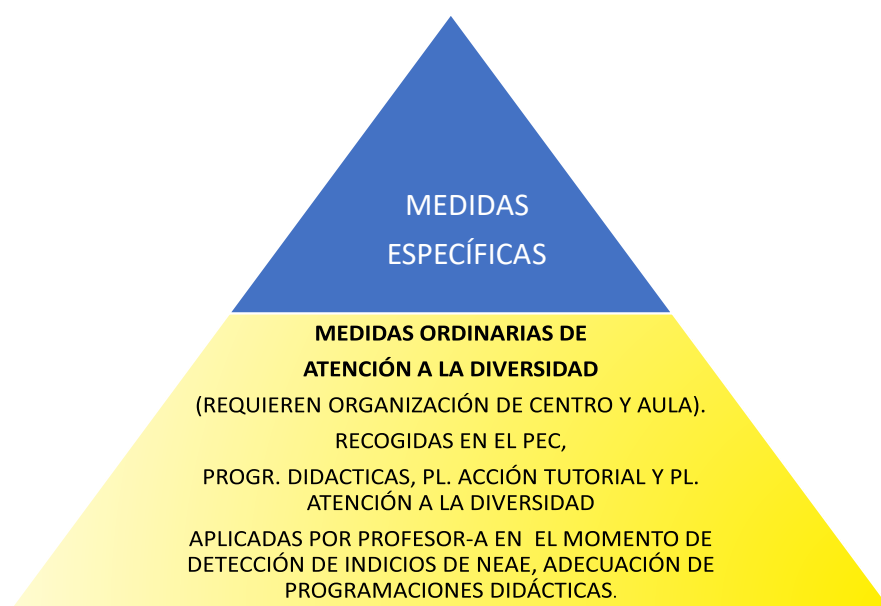 MEDIDAS
ESPECÍFICAS
MEDIDAS ORDINARIAS DE
ATENCIÓN A LA DIVERSIDAD
(REQUIEREN ORGANIZACIÓN DE CENTRO Y AULA).
RECOGIDAS EN EL PEC,
PROGR. DIDACTICAS, PL. ACCIÓN TUTORIAL Y PL.
ATENCIÓN A LA DIVERSIDAD
APLICADAS POR PROFESOR-A EN EL MOMENTO DE
DETECCIÓN DE INDICIOS DE NEAE, ADECUACIÓN DE
PROGRAMACIONES DIDÁCTICAS.